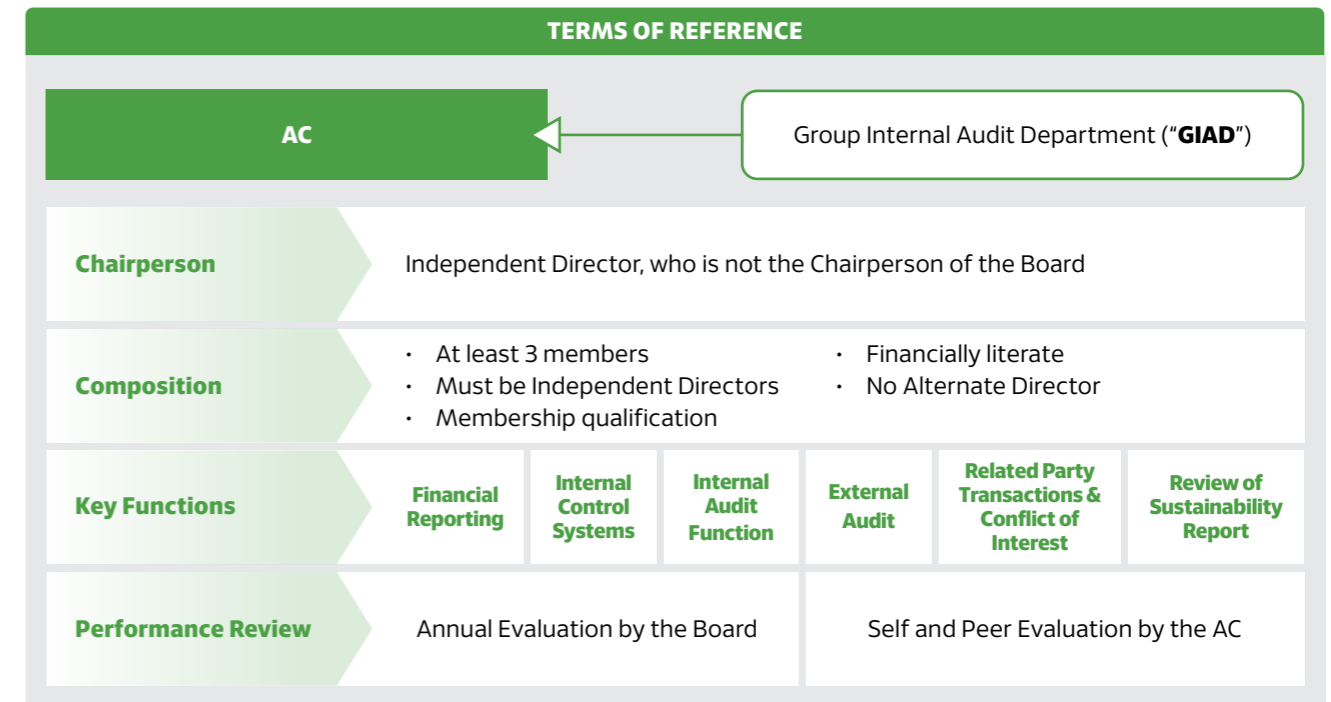 TERMS OF REFERENCE
AC
Group Internal Audit Department (“GIAD”)
Chairperson
Independent Director, who is not the Chairperson of the Board
Composition
• At least 3 members
• Must be Independent Directors
• Membership qualification
• Financially literate
• No Alternate Director
Key Functions
Financial
Reporting
Internal
Control
Systems
Internal
Audit
Function
External
Audit
Related Party
Transactions &
Conflict of
Interest
Review of
Sustainability
Report
Performance Review
Annual Evaluation by the Board
Self and Peer Evaluation by the AC